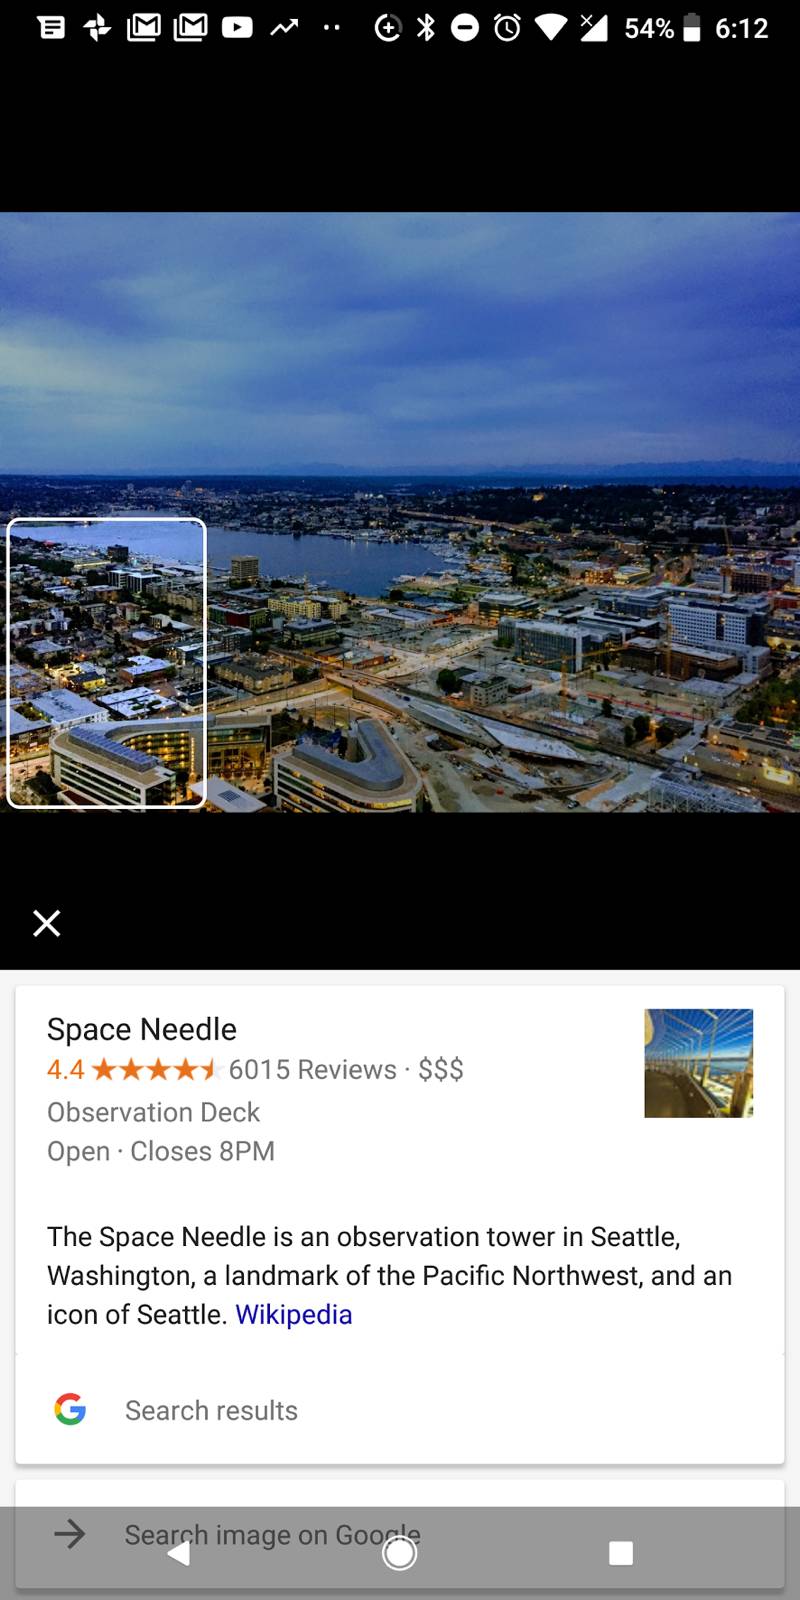 54% 6:12
Space Needle
4.4 6015 Reviews · $$$
Observation Deck
Open · Closes 8PM
The Space Needle is an observation tower in Seattle,
Washington, a landmark of the Pacific Northwest, and an
icon of Seattle. Wikipedia
Search results
Search image on Google